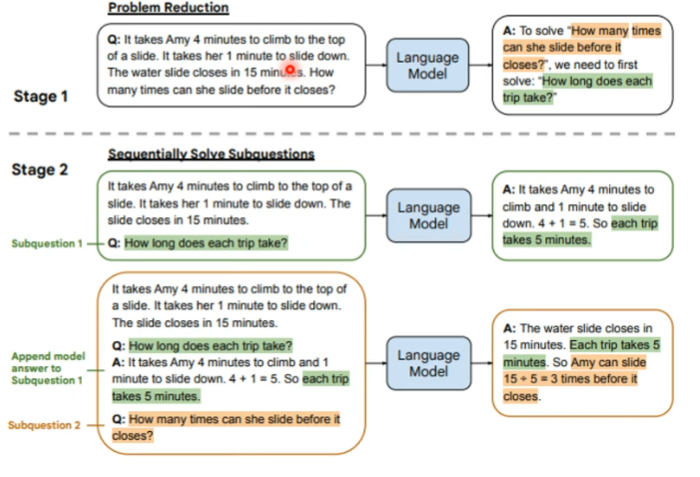 Problem Reduction
Q: It takes Amy 4 minutes to climb to the top
of a slide. It takes her 1 minute to slide down.
The water slide closes in 15 minutes. How
many times can she slide before it closes?
Language
Model
A: To solve “How many times
can she slide before it
closes?”, we need to first
solve: “How long does each
trip take?”
Stage 1
Stage 2
Sequentially Solve Subquestions
It takes Amy 4 minutes to climb to the top of a
slide. It takes her 1 minute to slide down. The
slide closes in 15 minutes.
Subquestion 1
Q: How long does each trip take?
Language
Model
A: It takes Amy 4 minutes to
climb and 1 minute to slide
down. 4 + 1 = 5. So each trip
takes 5 minutes.
It takes Amy 4 minutes to climb to the top of
a slide. It takes her 1 minute to slide down.
The slide closes in 15 minutes.
Append model
answer to
Subquestion 1
Q: How long does each trip take?
A: It takes Amy 4 minutes to climb and 1
minute to slide down. 4 + 1 = 5. So each trip
takes 5 minutes.
Subquestion 2
Q: How many times can she slide before it
closes?
Language
Model
A: The water slide closes in
15 minutes. Each trip takes 5
minutes. So Amy can slide
15 ÷ 5 = 3 times before it
closes.